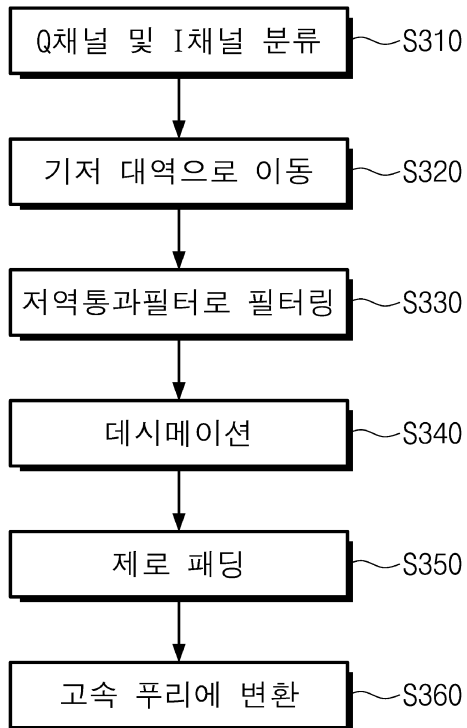 Q채널 및 I채널 분류 S310
기저 대역으로 이동 S320
저역통과필터로 필터링 S330
데시메이션 S340
제로 패딩 S350
고속 푸리에 변환 S360